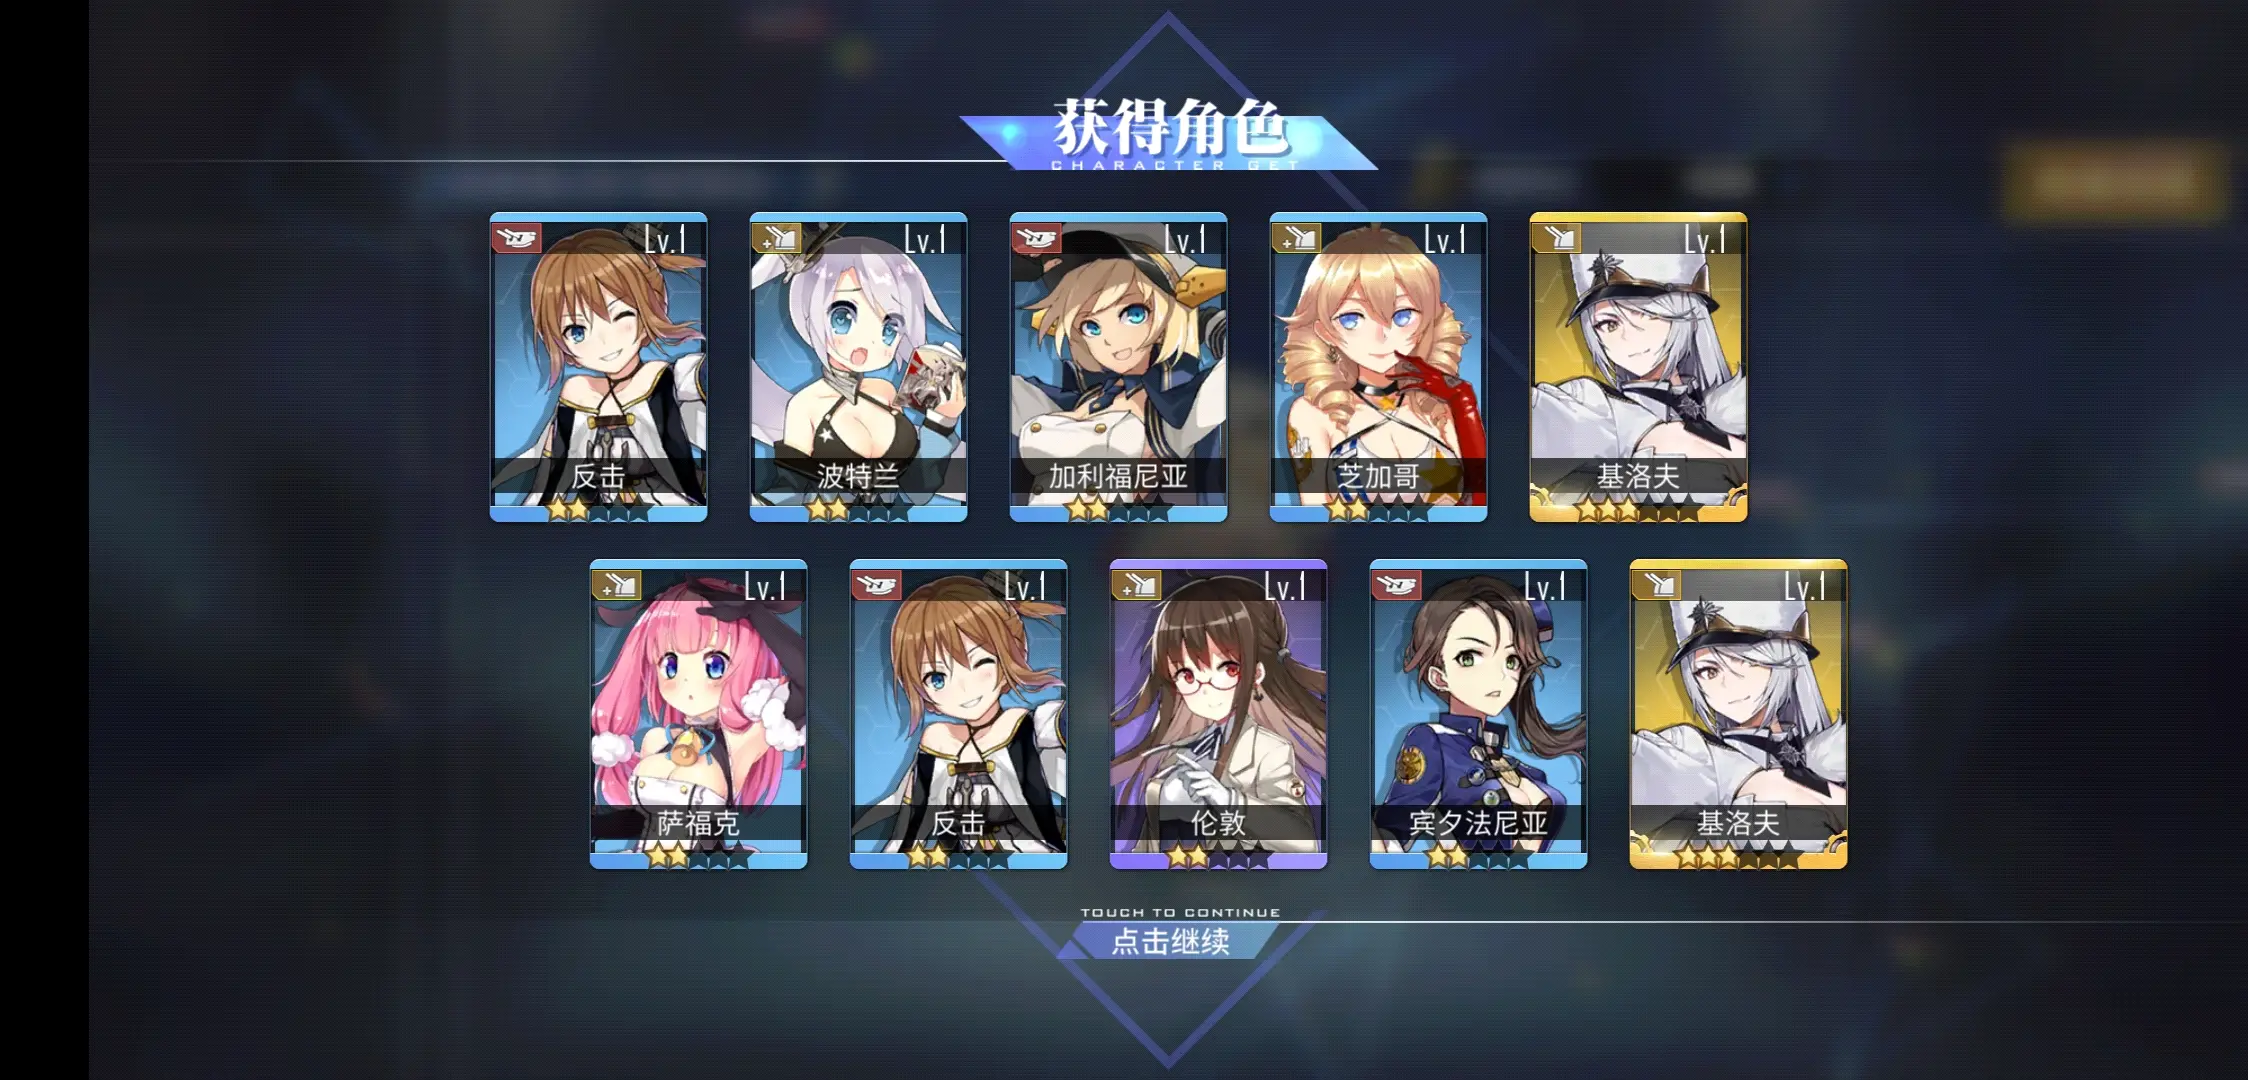 获得角色
CHARACTER GET
Lv.1
Lv.1
Lv.1
Lv.1
Lv.1
反击
波特兰
加利福尼亚
芝加哥
基洛夫
Lv.1
Lv.1
Lv.1
Lv.1
Lv.1
萨福克
反击
伦敦
宾夕法尼亚
基洛夫
TOUCH TO CONTINUE
点击继续